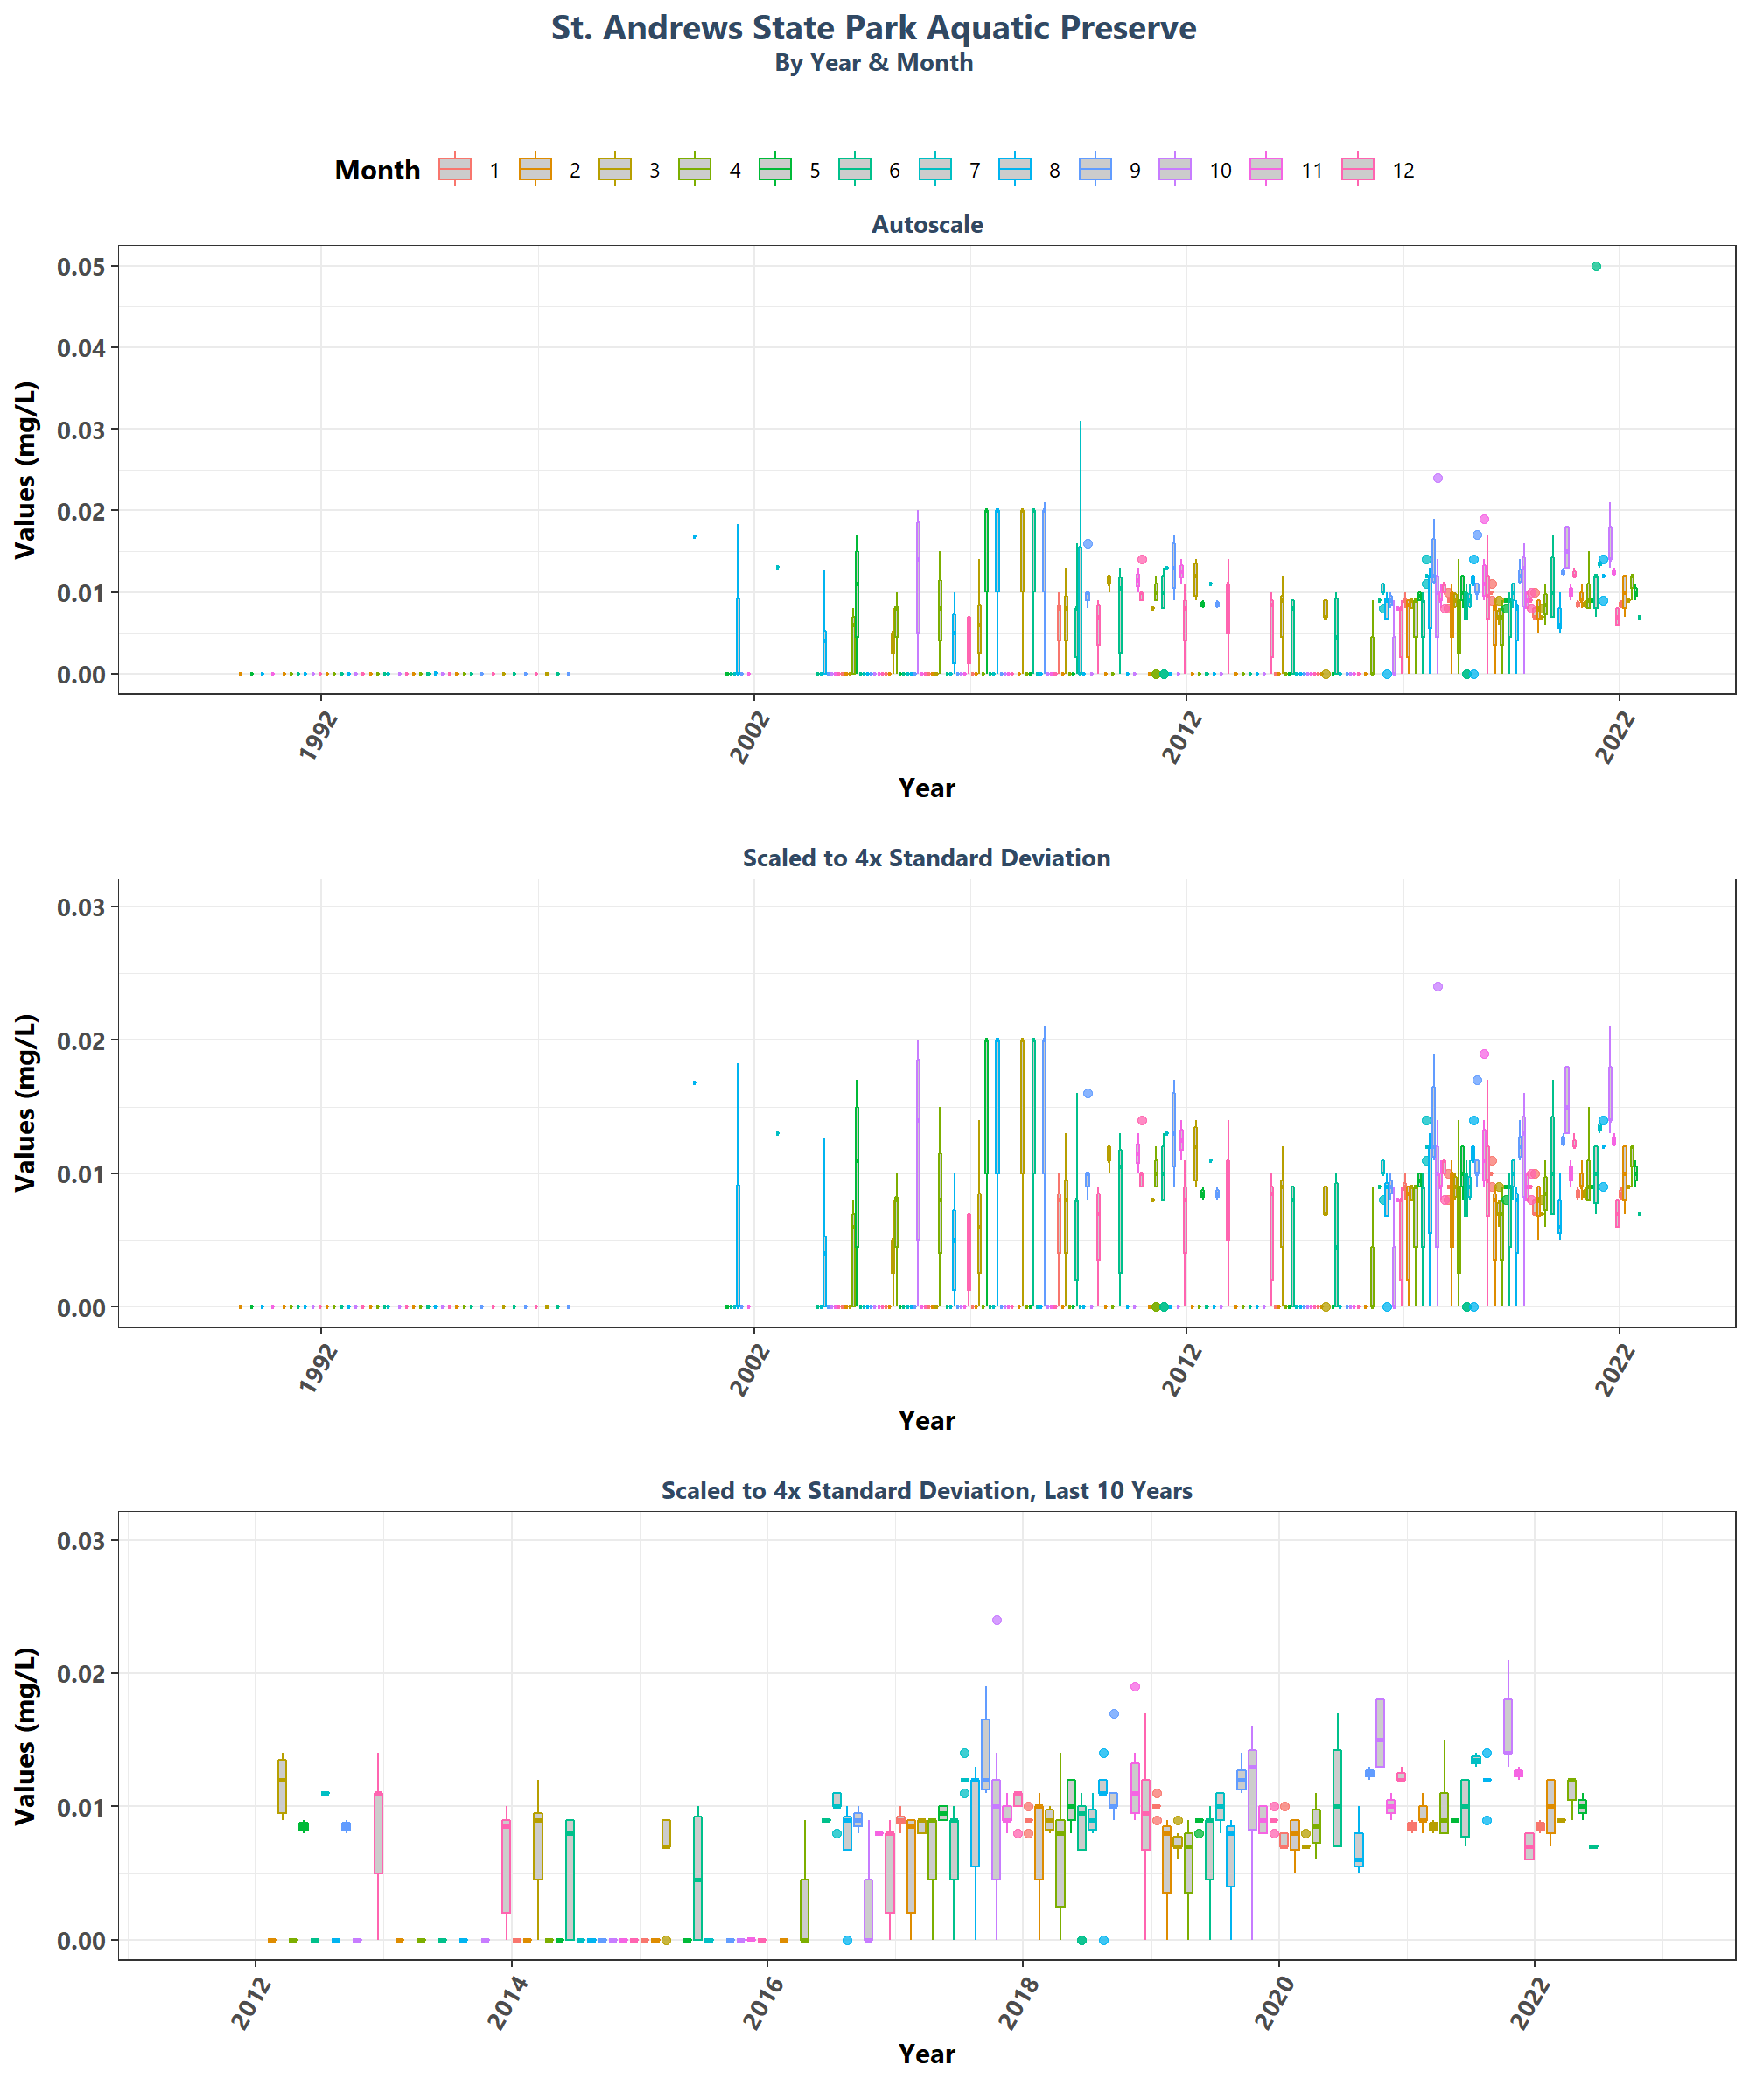 St. Andrews State Park Aquatic Preserve
By Year & Month
Month 1 2 3 4 5 6 7 8 9 10 11 12
Autoscale
Values (mg/L)
0.05
0.04
0.03
0.02
0.01
0.00
1992 2002 2012 2022
Year
Scaled to 4x Standard Deviation
Values (mg/L)
0.03
0.02
0.01
0.00
1992 2002 2012 2022
Year
Scaled to 4x Standard Deviation, Last 10 Years
Values (mg/L)
0.03
0.02
0.01
0.00
2012 2014 2016 2018 2020 2022
Year